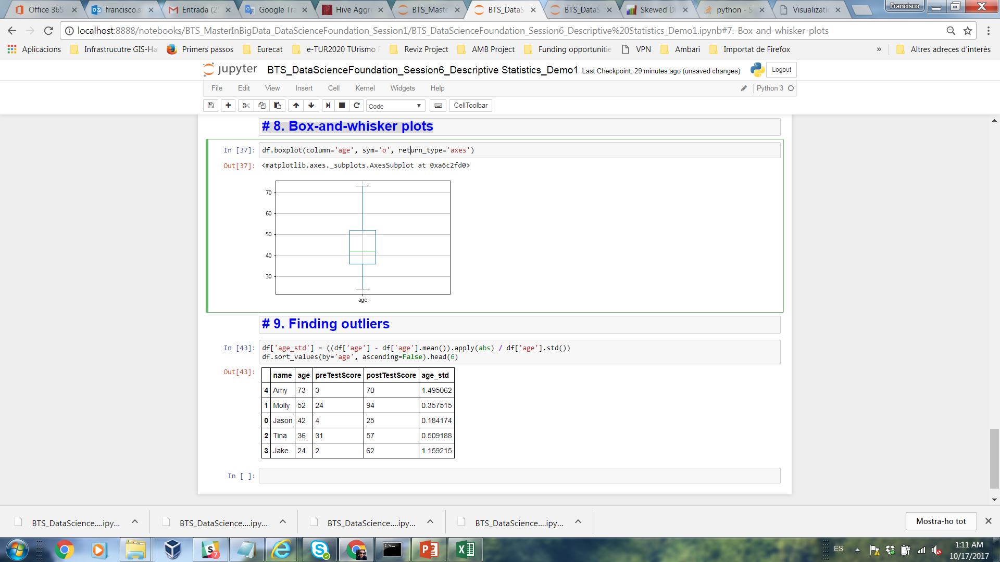 Office 365
francisco.s
Entrada (2
Google Tra
Hive Aggre
BTS_Maste
BTS_DataS
BTS_DataS
Skewed Di
python - S
Visualizatio
Francisco
localhost:8888/notebooks/BTS_MasterInBigData_DataScienceFoundation_Session1/BTS_DataScienceFoundation_Session6_Descriptive%20Statistics_Demo1.ipynb#7.-Box-and-whisker-plots
Aplicacions
Infrastrucutre GIS-Ha
Primers passos
Eurecat
e-TUR2020 TUrismo
Reviz Project
AMB Project
Funding opportunitie
VPN
Ambari
Importat de Firefox
»
Altres adreces d'interès
jupyter BTS_DataScienceFoundation_Session6_Descriptive Statistics_Demo1 Last Checkpoint: 29 minutes ago (unsaved changes)
Logout
File Edit View Insert Cell Kernel Widgets Help
Python 3
Code
CellToolbar
# 8. Box-and-whisker plots
In [37]: df.boxplot(column='age', sym='o', return_type='axes')
Out[37]: <matplotlib.axes._subplots.AxesSubplot at 0xa6c2fd0>
70
60
50
40
30
age
# 9. Finding outliers
In [43]: df['age_std'] = ((df['age'] - df['age'].mean()).apply(abs) / df['age'].std())
df.sort_values(by='age', ascending=False).head(6)
Out[43]:
name age preTestScore postTestScore age_std
4 Amy 73 3 70 1.495062
1 Molly 52 24 94 0.357515
0 Jason 42 4 25 0.184174
2 Tina 36 31 57 0.509188
3 Jake 24 2 62 1.159215
In [ ]:
BTS_DataScience....ipy...
BTS_DataScience....ipy...
BTS_DataScience....ipy...
BTS_DataScience....ipy...
Mostra-ho tot
7
ES
1:11 AM
10/17/2017